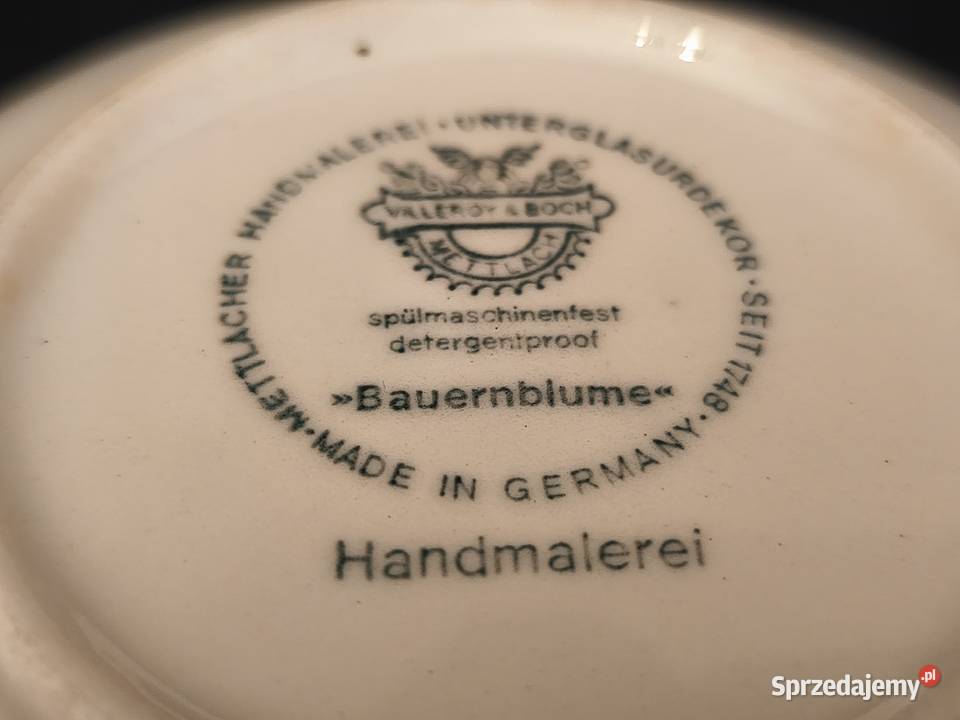 METTLACHER HANDMALEREI · UNTERGLASURDEKOR · SEIT 1748 ·
VILLEROY & BOCH
METTLACH
spülmaschinenfest
detergentproof
»Bauernblume«
MADE IN GERMANY ·
Handmalerei
Sprzedajemy.pl